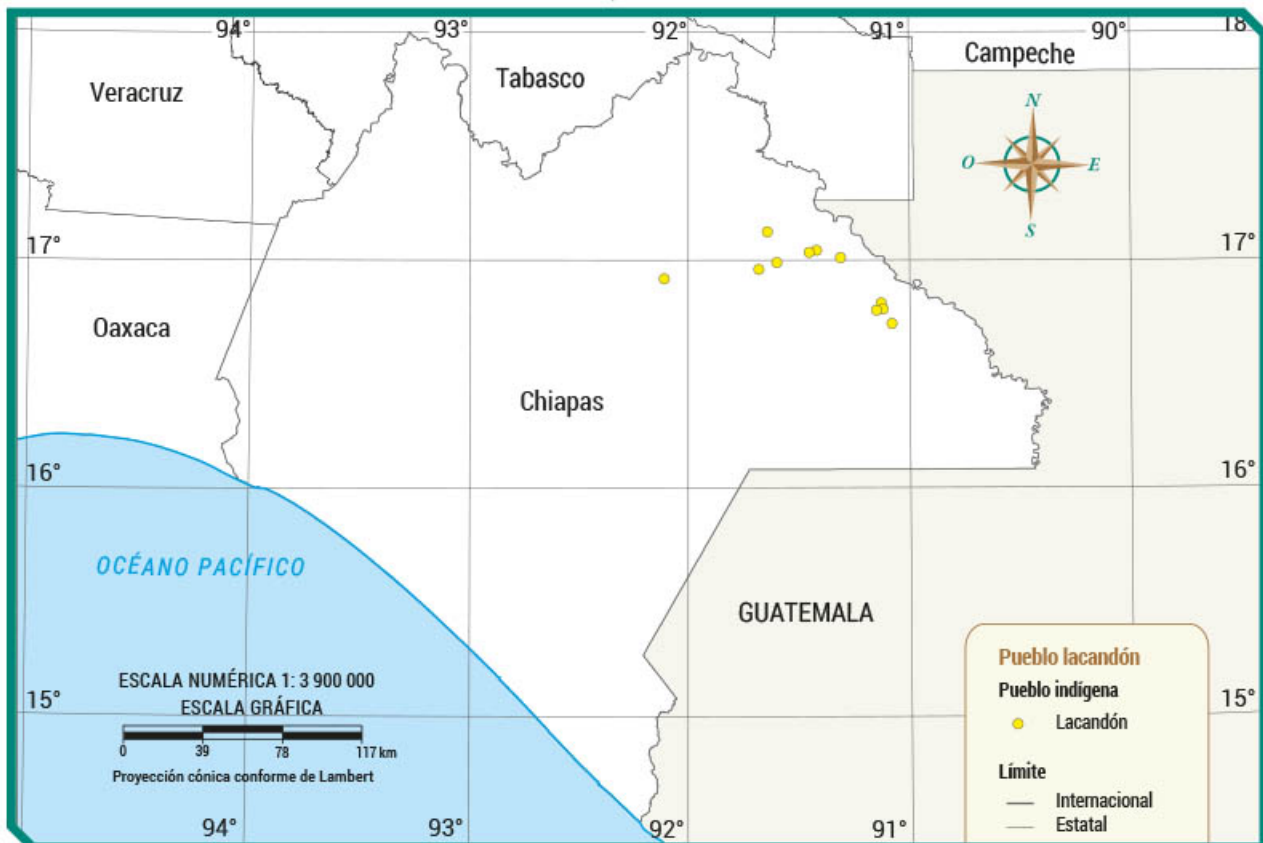 94°
93°
92°
91°
90°
18
Campeche
Tabasco
Veracruz
N
O
E
S
17°
17°
Oaxaca
Chiapas
16°
16°
OCÉANO PACÍFICO
GUATEMALA
Pueblo lacandón
Pueblo indígena
Lacandón
Límite
Internacional
Estatal
ESCALA NUMÉRICA 1: 3 900 000
ESCALA GRÁFICA
0 39 78 117 km
Proyección cónica conforme de Lambert
15°
15°
94°
93°
92°
91°